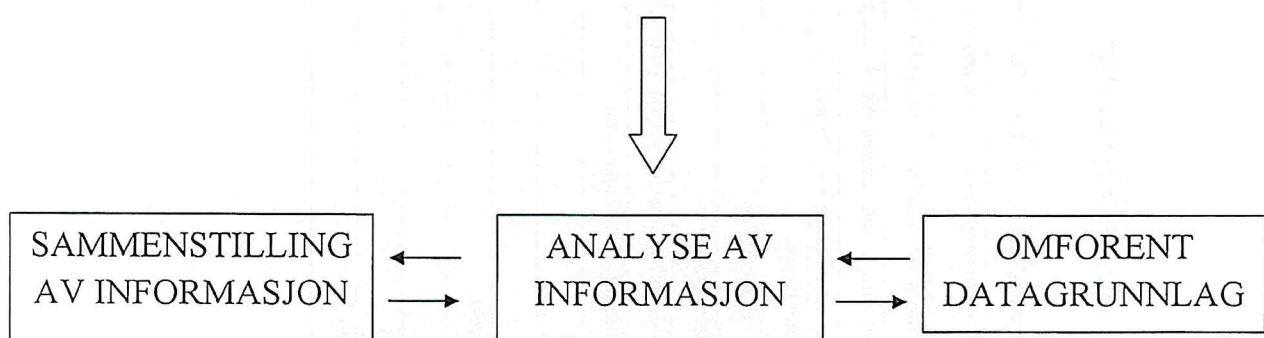 SAMMENSTILLING
AV INFORMASJON
ANALYSE AV
INFORMASJON
OMFORENT
DATAGRUNNLAG